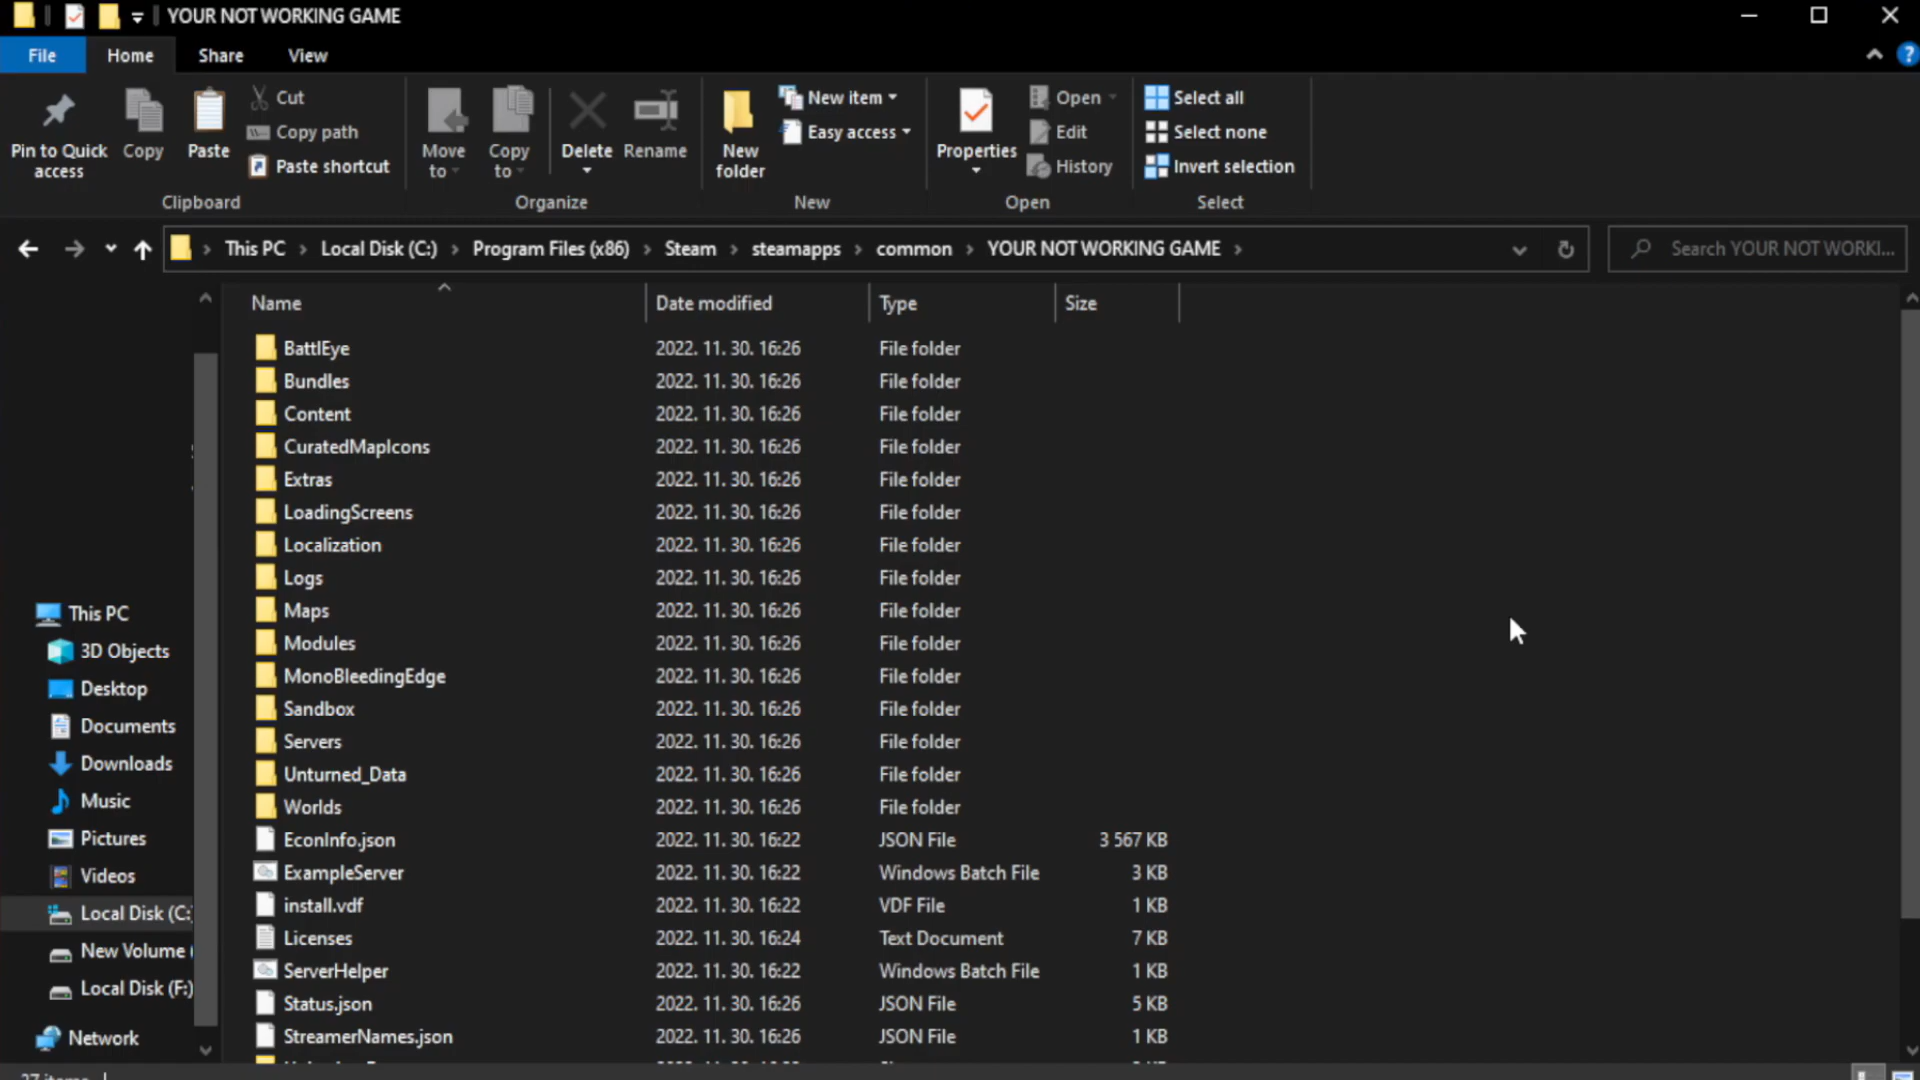 YOUR NOT WORKING GAME
File Home Share View
Pin to Quick access
Copy
Paste
Cut
Copy path
Paste shortcut
Clipboard
Move to
Copy to
Delete
Rename
Organize
New folder
New item
Easy access
New
Properties
Open
Edit
History
Open
Select all
Select none
Invert selection
Select
This PC > Local Disk (C:) > Program Files (x86) > Steam > steamapps > common > YOUR NOT WORKING GAME >
Search YOUR NOT WORKI...
This PC
3D Objects
Desktop
Documents
Downloads
Music
Pictures
Videos
Local Disk (C:
New Volume (
Local Disk (F:)
Network
Name Date modified Type Size
BattlEye 2022. 11. 30. 16:26 File folder
Bundles 2022. 11. 30. 16:26 File folder
Content 2022. 11. 30. 16:26 File folder
CuratedMapIcons 2022. 11. 30. 16:26 File folder
Extras 2022. 11. 30. 16:26 File folder
LoadingScreens 2022. 11. 30. 16:26 File folder
Localization 2022. 11. 30. 16:26 File folder
Logs 2022. 11. 30. 16:26 File folder
Maps 2022. 11. 30. 16:26 File folder
Modules 2022. 11. 30. 16:26 File folder
MonoBleedingEdge 2022. 11. 30. 16:26 File folder
Sandbox 2022. 11. 30. 16:26 File folder
Servers 2022. 11. 30. 16:26 File folder
Unturned_Data 2022. 11. 30. 16:26 File folder
Worlds 2022. 11. 30. 16:26 File folder
EconInfo.json 2022. 11. 30. 16:22 JSON File 3 567 KB
ExampleServer 2022. 11. 30. 16:22 Windows Batch File 3 KB
install.vdf 2022. 11. 30. 16:22 VDF File 1 KB
Licenses 2022. 11. 30. 16:24 Text Document 7 KB
ServerHelper 2022. 11. 30. 16:22 Windows Batch File 1 KB
Status.json 2022. 11. 30. 16:26 JSON File 5 KB
StreamerNames.json 2022. 11. 30. 16:26 JSON File 1 KB